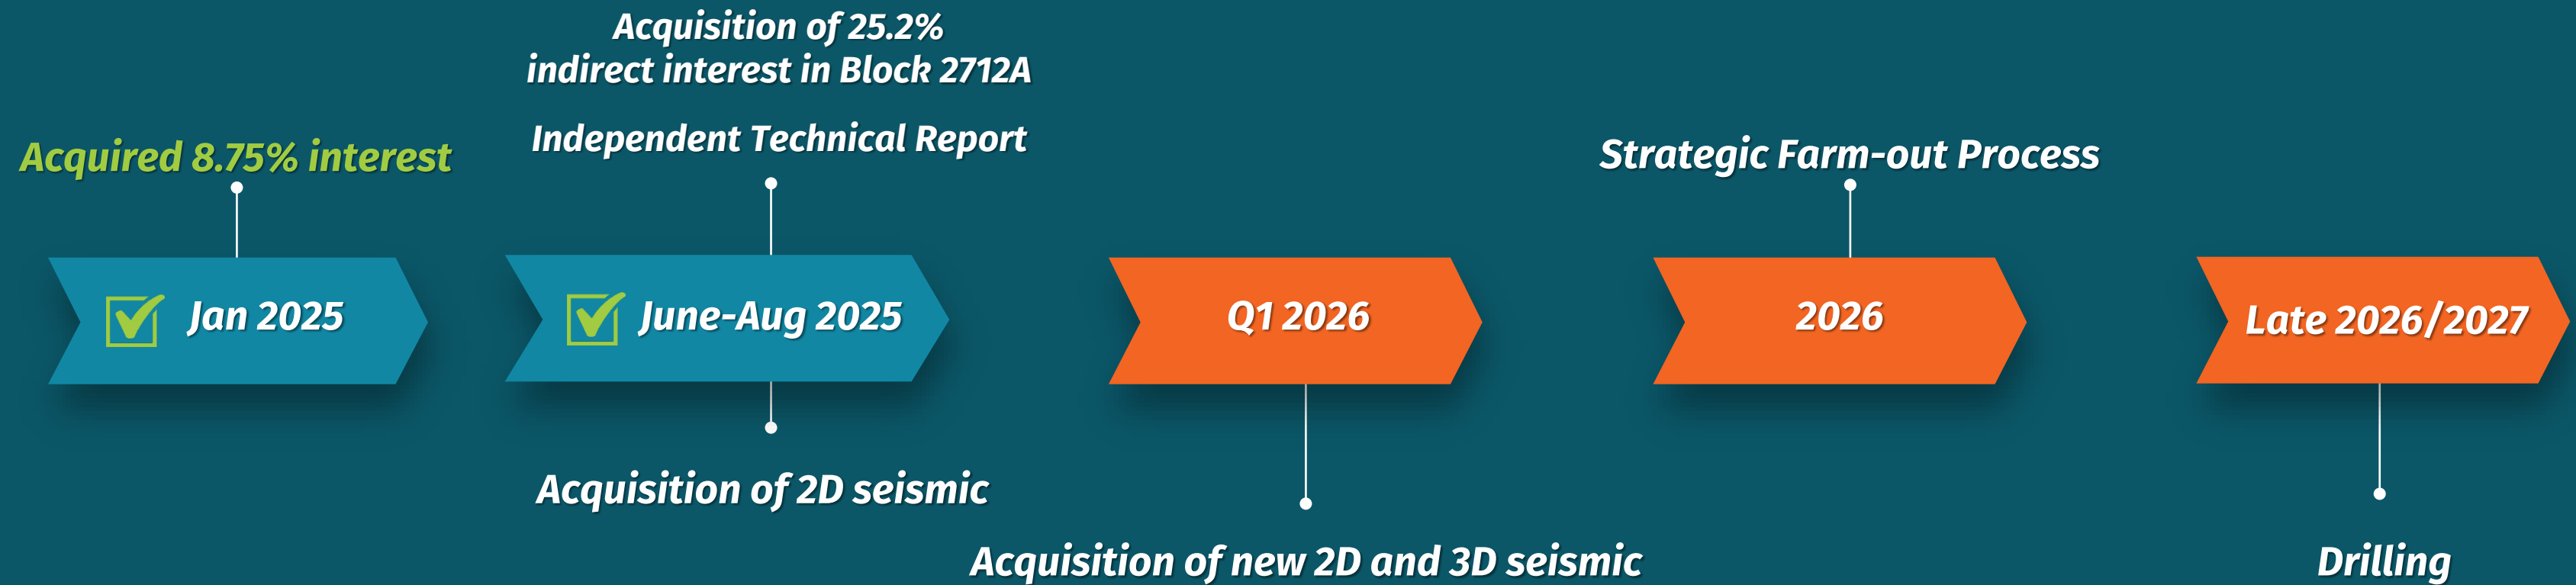 Acquired 8.75% interest
Jan 2025
Acquisition of 25.2%
indirect interest in Block 2712A
Independent Technical Report
June-Aug 2025
Acquisition of 2D seismic
Q1 2026
Acquisition of new 2D and 3D seismic
Strategic Farm-out Process
2026
Late 2026/2027
Drilling